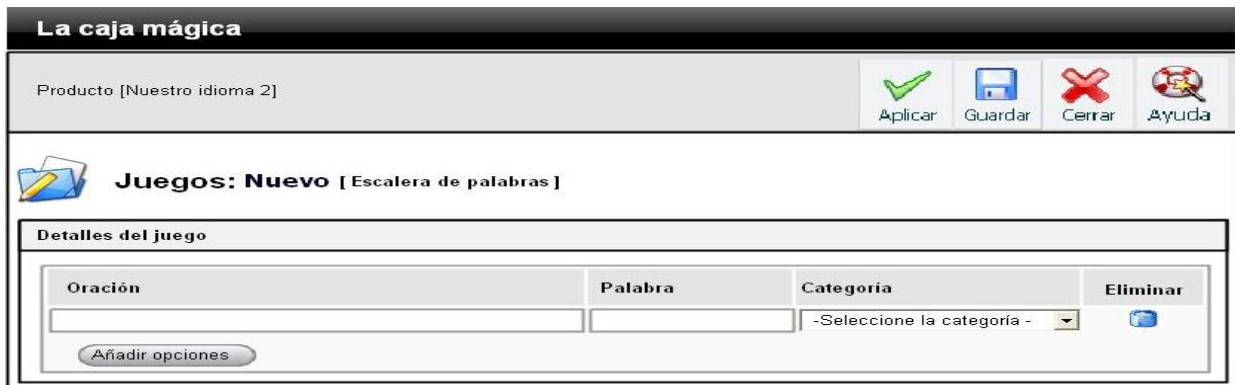 La caja mágica
Producto [Nuestro idioma 2]
Aplicar Guardar Cerrar Ayuda
Juegos: Nuevo [Escalera de palabras]
Detalles del juego
Oración Palabra Categoría Eliminar
-Seleccione la categoría -
Añadir opciones